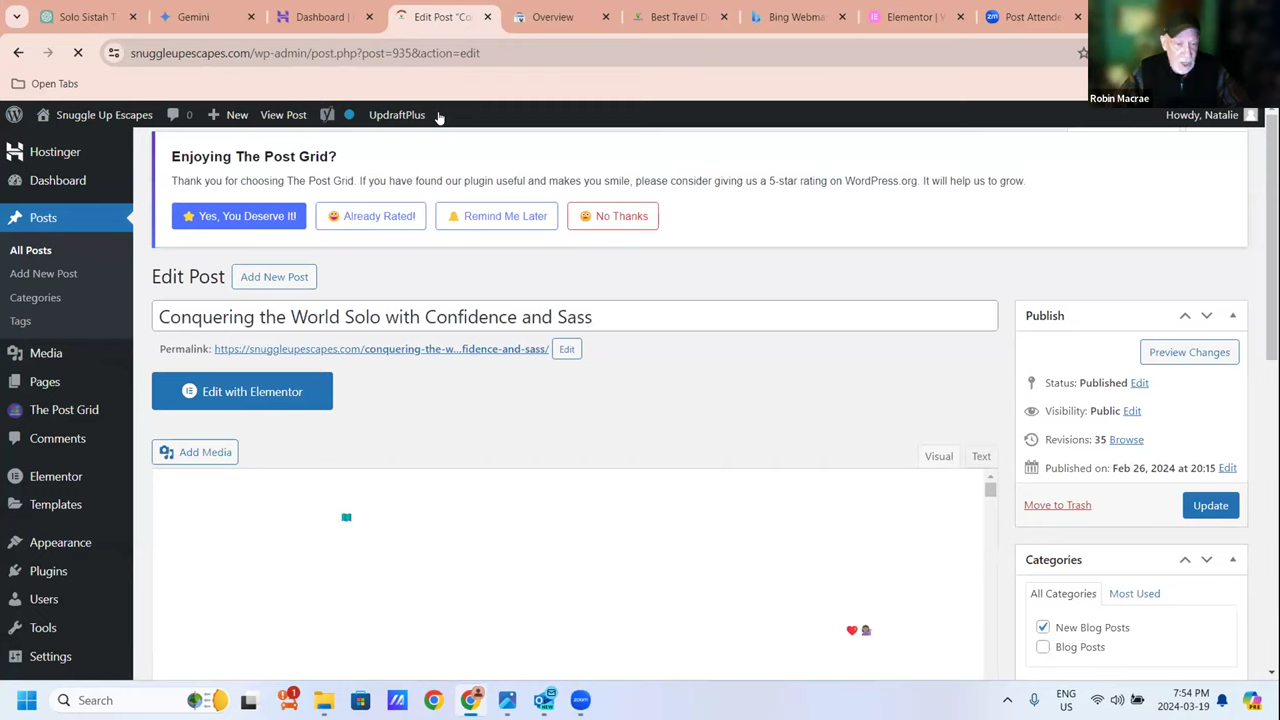 Solo Sistah T
Gemini
Dashboard |
Edit Post "Co
Overview
Best Travel D
Bing Webma
Elementor | V
Post Attende
snuggleupescapes.com/wp-admin/post.php?post=935&action=edit
Open Tabs
Robin Macrae
Snuggle Up Escapes
0
New
View Post
UpdraftPlus
Howdy, Natalie
Hostinger
Dashboard
Posts
All Posts
Add New Post
Categories
Tags
Media
Pages
The Post Grid
Comments
Elementor
Templates
Appearance
Plugins
Users
Tools
Settings
Enjoying The Post Grid?
Thank you for choosing The Post Grid. If you have found our plugin useful and makes you smile, please consider giving us a 5-star rating on WordPress.org. It will help us to grow.
Yes, You Deserve It!
Already Rated!
Remind Me Later
No Thanks
Edit Post
Add New Post
Conquering the World Solo with Confidence and Sass
Permalink: https://snuggleupescapes.com/conquering-the-w...fidence-and-sass/
Edit
Edit with Elementor
Add Media
Visual
Text
Publish
Preview Changes
Status: Published Edit
Visibility: Public Edit
Revisions: 35 Browse
Published on: Feb 26, 2024 at 20:15 Edit
Move to Trash
Update
Categories
All Categories
Most Used
New Blog Posts
Blog Posts
Search
1
NEW
zoom
ENG
US
7:54 PM
2024-03-19
PRE